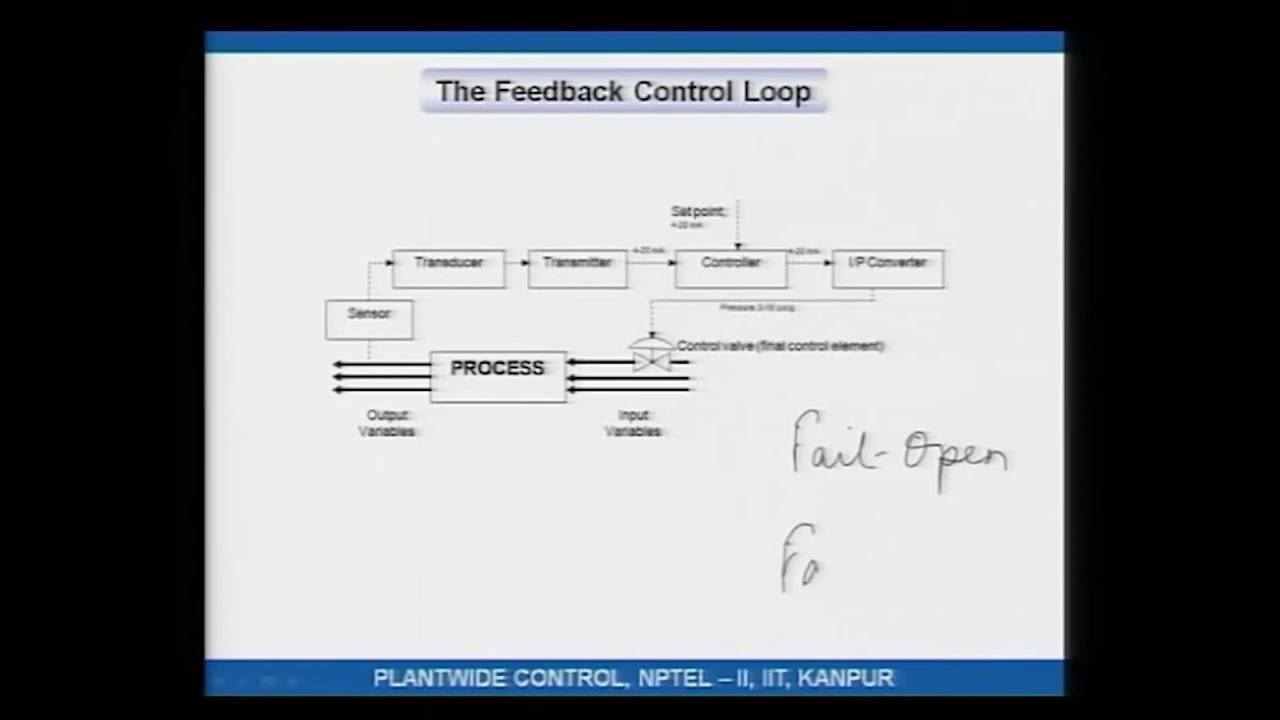 The Feedback Control Loop
Set point,
4-20 mA
Transducer
Transmitter
4-20 mA
Controller
4-20 mA
I/P Converter
Sensor
Pressure, 3-15 psig
Control valve (final control element)
PROCESS
Output
Variables
Input
Variables
Fail-Open
Fa
PLANTWIDE CONTROL, NPTEL – II, IIT, KANPUR